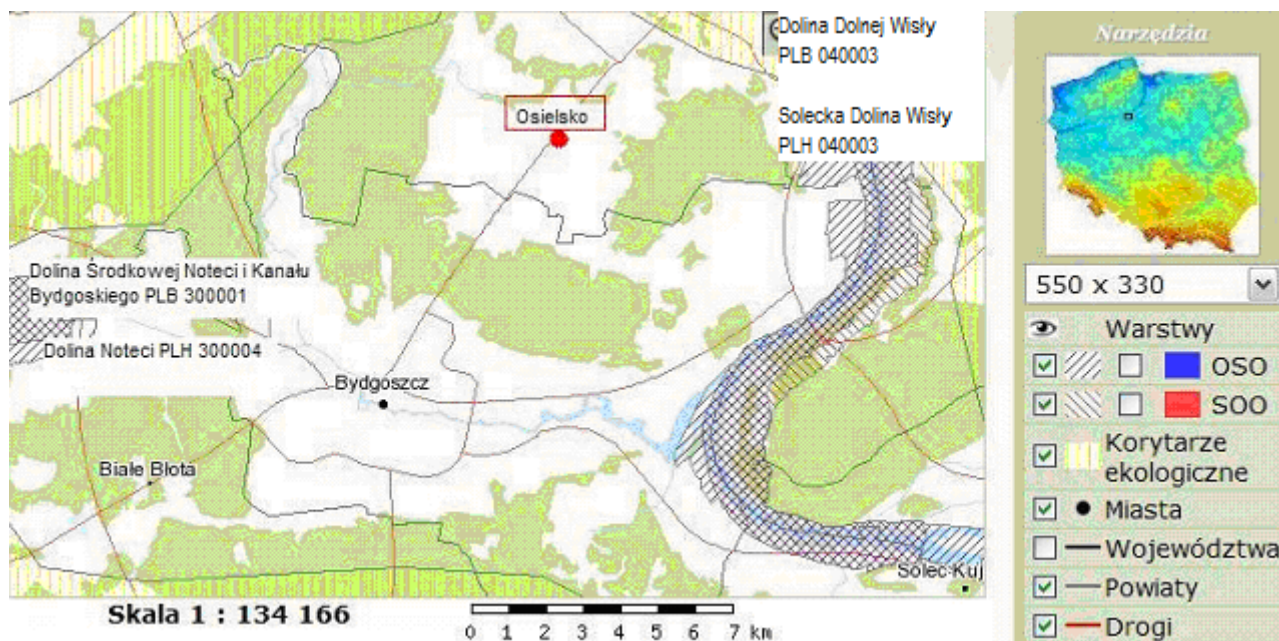 Dolina Dolnej Wisły
PLB 040003
Solecka Dolina Wisły
PLH 040003
Osielsko
Dolina Środkowej Noteci i Kanału
Bydgoskiego PLB 300001
Dolina Noteci PLH 300004
Bydgoszcz
Białe Błota
Solec Kuj
Skala 1 : 134 166
0 1 2 3 4 5 6 7 km
Narzędzia
550 x 330
Warstwy
OSO
SOO
Korytarze
ekologiczne
Miasta
Województwa
Powiaty
Drogi